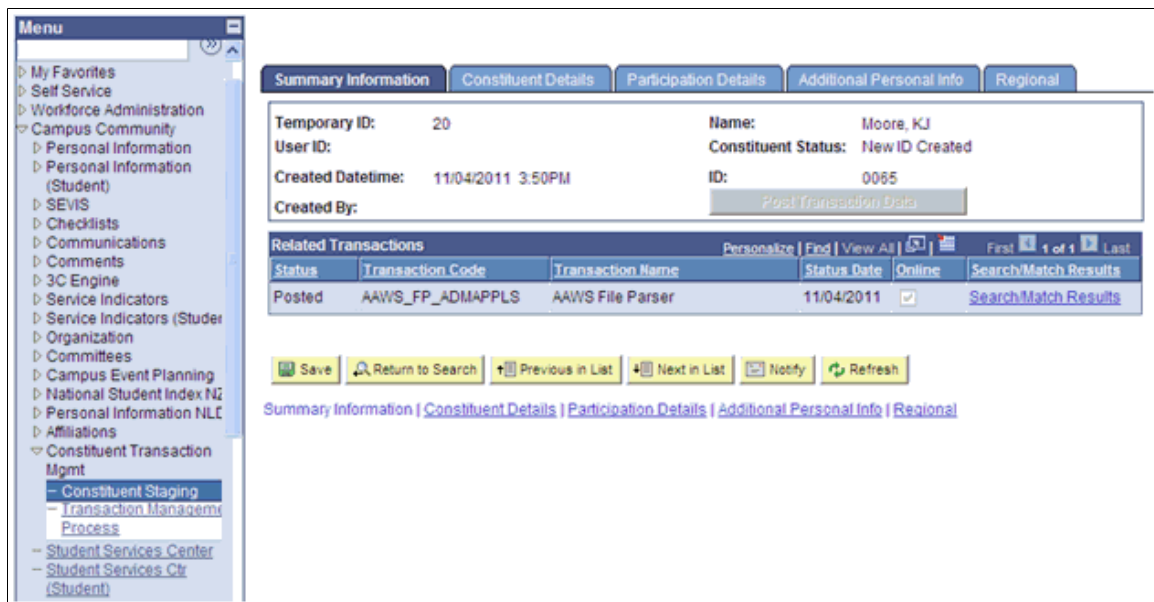 Menu
My Favorites
Self Service
Workforce Administration
Campus Community
Personal Information
Personal Information
(Student)
SEVIS
Checklists
Communications
Comments
3C Engine
Service Indicators
Service Indicators (Studen
Organization
Committees
Campus Event Planning
National Student Index NZ
Personal Information NLD
Affiliations
Constituent Transaction
Mgmt
Constituent Staging
Transaction Manageme
Process
Student Services Center
Student Services Ctr
(Student)
Summary Information Constituent Details Participation Details Additional Personal Info Regional
Temporary ID: 20 Name: Moore, KJ
User ID: Constituent Status: New ID Created
Created Datetime: 11/04/2011 3:50PM ID: 0065
Created By: Post Transaction Data
Related Transactions Personalize | Find | View All | | First 1 of 1 Last
Status Transaction Code Transaction Name Status Date Online Search/Match Results
Posted AAWS_FP_ADMAPPLS AAWS File Parser 11/04/2011 Search/Match Results
Save Return to Search Previous in List Next in List Notify Refresh
Summary Information | Constituent Details | Participation Details | Additional Personal Info | Regional